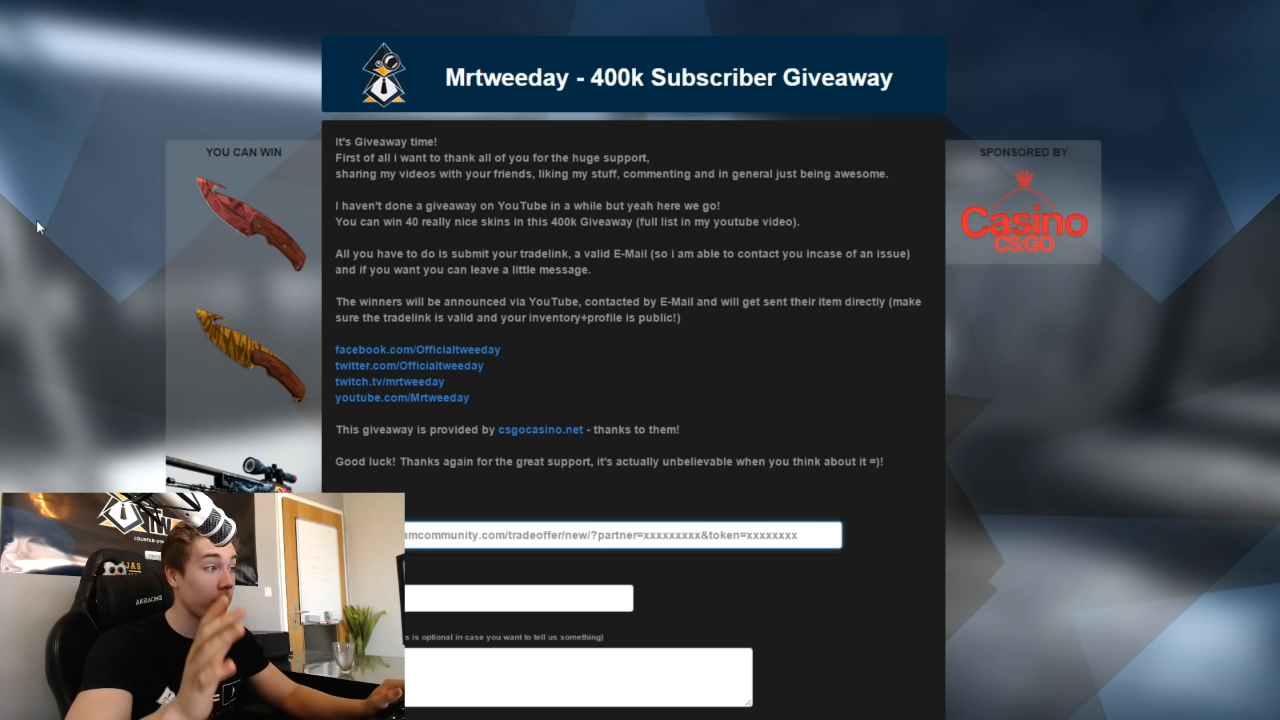 Mrtweeday - 400k Subscriber Giveaway
YOU CAN WIN
It's Giveaway time!
First of all i want to thank all of you for the huge support,
sharing my videos with your friends, liking my stuff, commenting and in general just being awesome.
I haven't done a giveaway on YouTube in a while but yeah here we go!
You can win 40 really nice skins in this 400k Giveaway (full list in my youtube video).
All you have to do is submit your tradelink, a valid E-Mail (so i am able to contact you incase of an issue)
and if you want you can leave a little message.
The winners will be announced via YouTube, contacted by E-Mail and will get sent their item directly (make
sure the tradelink is valid and your inventory+profile is public!)
facebook.com/Officialtweeday
twitter.com/Officialtweeday
twitch.tv/mrtweeday
youtube.com/Mrtweeday
This giveaway is provided by csgocasino.net - thanks to them!
Good luck! Thanks again for the great support, it's actually unbelievable when you think about it =)!
SPONSORED BY
Casino
CS:GO
amcommunity.com/tradeoffer/new/?partner=xxxxxxxxx&token=xxxxxxxx
s is optional in case you want to tell us something)
AKRACING